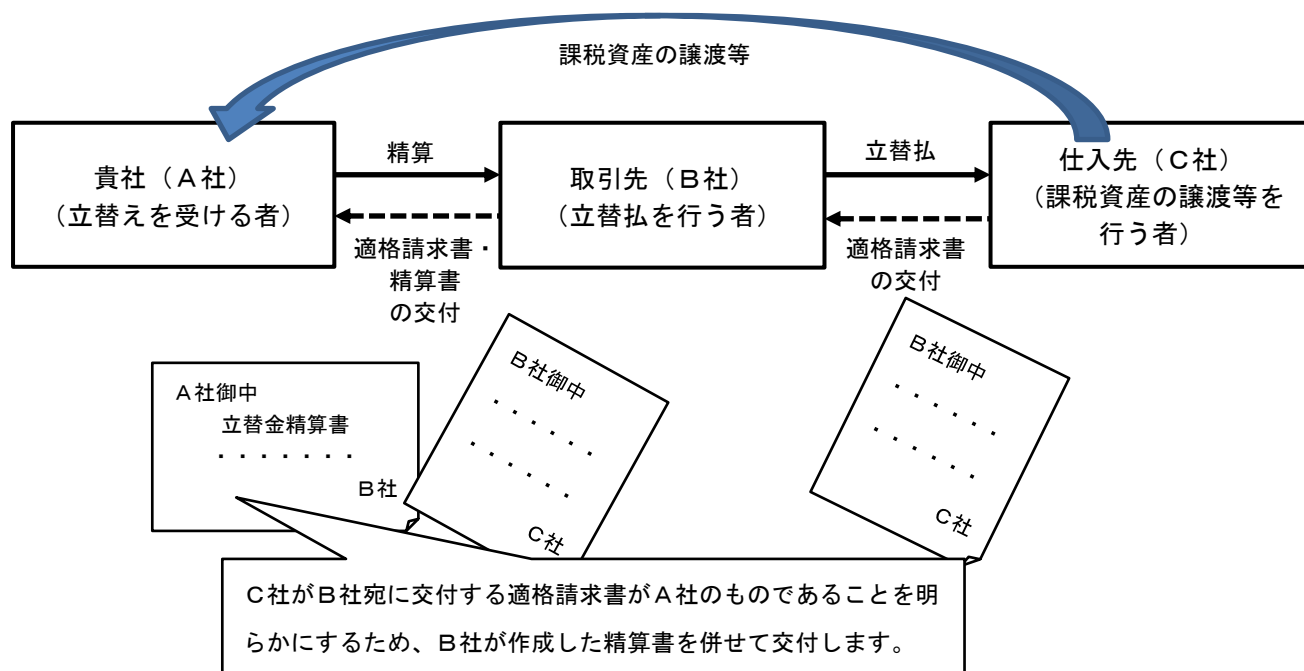 課税資産の譲渡等
貴社（Ａ社）
（立替えを受ける者）
精算
適格請求書・
精算書
の交付
取引先（Ｂ社）
（立替払を行う者）
立替払
適格請求書
の交付
仕入先（Ｃ社）
（課税資産の譲渡等を
行う者）
Ａ社御中
立替金精算書
・・・・・・・
Ｂ社
Ｂ社御中
・・・・・・
・・・・・・
Ｃ社
Ｂ社御中
・・・・・・
・・・・・・
Ｃ社
Ｃ社がＢ社宛に交付する適格請求書がＡ社のものであることを明
らかにするため、Ｂ社が作成した精算書を併せて交付します。